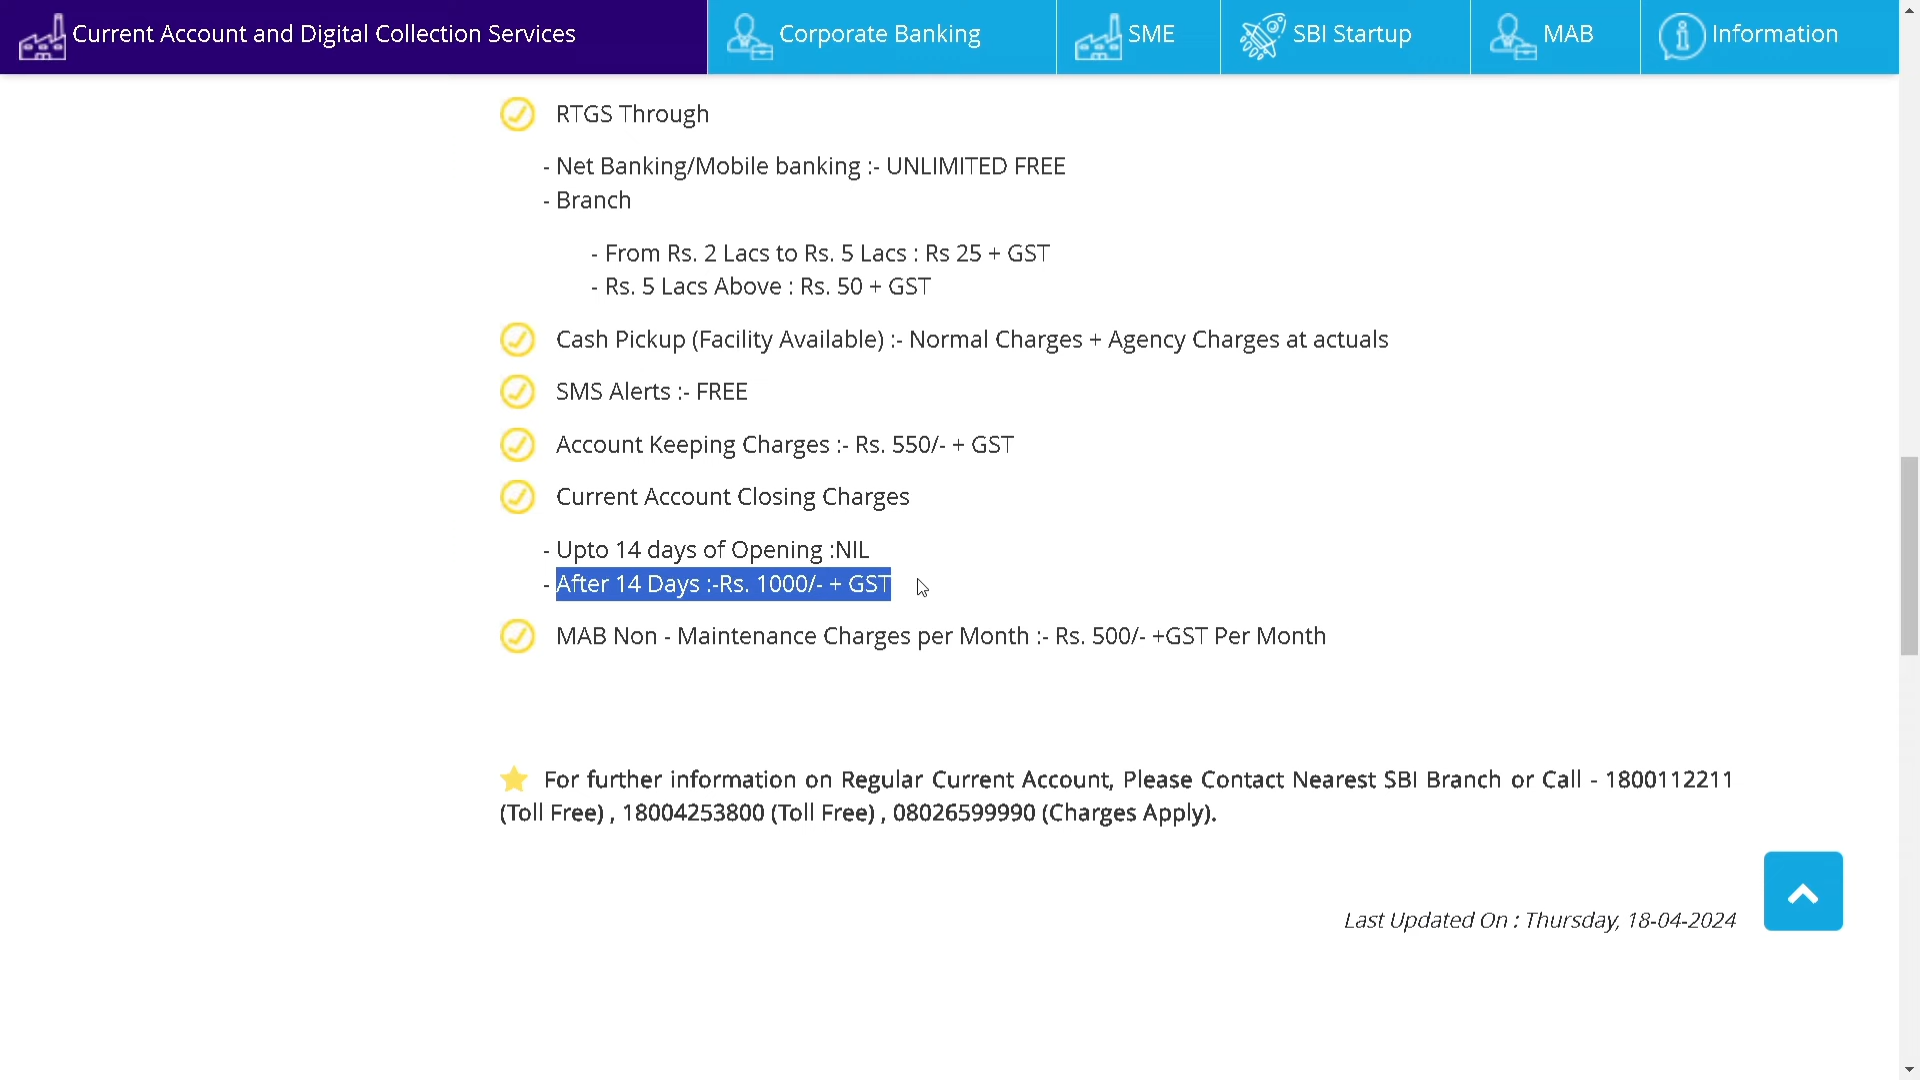 Current Account and Digital Collection Services
Corporate Banking
SME
SBI Startup
MAB
Information
RTGS Through
- Net Banking/Mobile banking :- UNLIMITED FREE
- Branch
- From Rs. 2 Lacs to Rs. 5 Lacs : Rs 25 + GST
- Rs. 5 Lacs Above : Rs. 50 + GST
Cash Pickup (Facility Available) :- Normal Charges + Agency Charges at actuals
SMS Alerts :- FREE
Account Keeping Charges :- Rs. 550/- + GST
Current Account Closing Charges
- Upto 14 days of Opening :NIL
- After 14 Days :-Rs. 1000/- + GST
MAB Non - Maintenance Charges per Month :- Rs. 500/- +GST Per Month
For further information on Regular Current Account, Please Contact Nearest SBI Branch or Call - 1800112211
(Toll Free) , 18004253800 (Toll Free) , 08026599990 (Charges Apply).
Last Updated On : Thursday, 18-04-2024